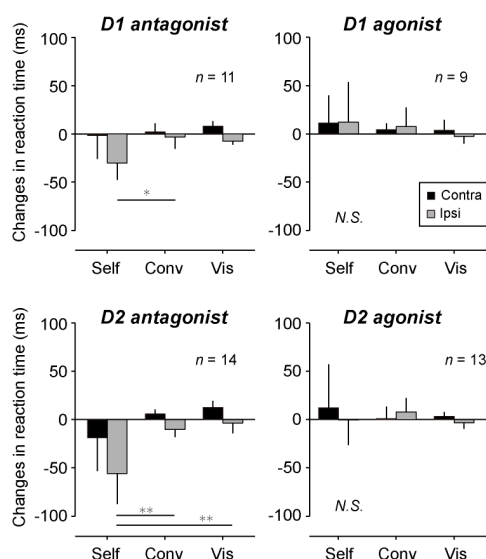 D1 antagonist
D1 agonist
Changes in reaction time (ms)
100
50
0
-50
-100
n = 11
*
Self Conv Vis
100
50
0
-50
-100
n = 9
Contra
Ipsi
N.S.
Self Conv Vis
D2 antagonist
D2 agonist
Changes in reaction time (ms)
100
50
0
-50
-100
n = 14
**
**
Self Conv Vis
100
50
0
-50
-100
n = 13
N.S.
Self Conv Vis